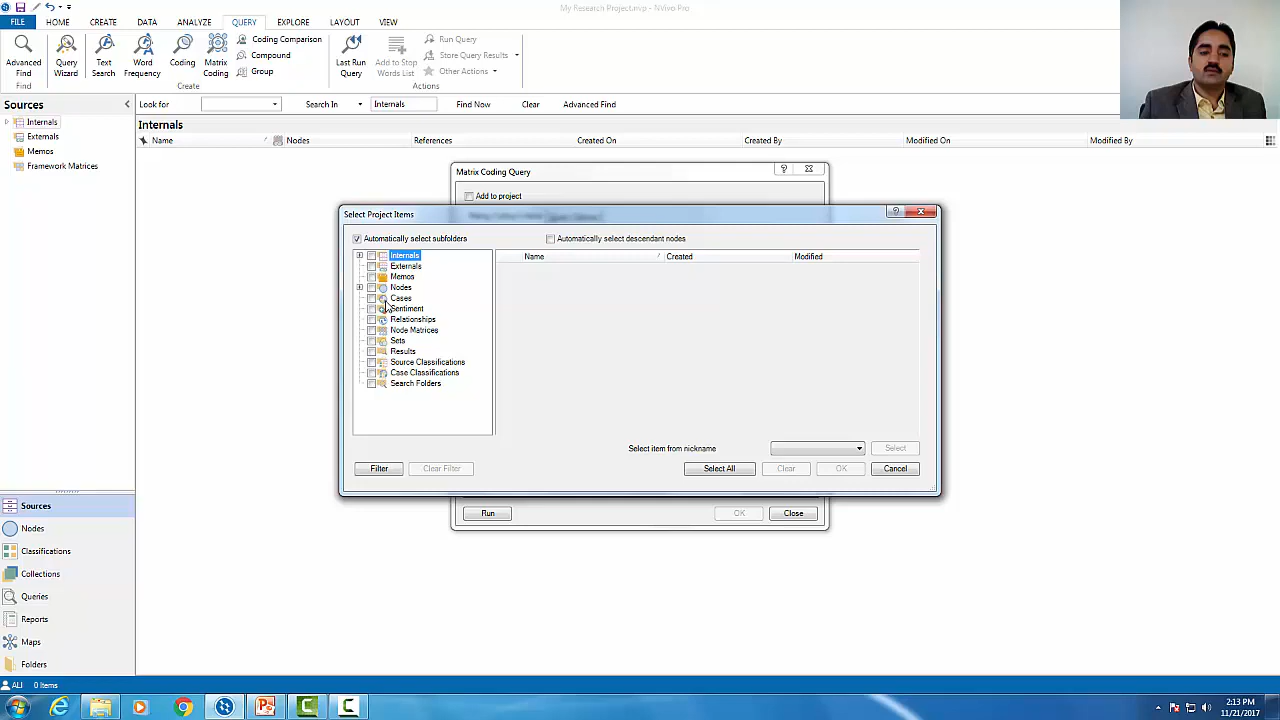 My Research Project.nvp - NVivo Pro
FILE HOME CREATE DATA ANALYZE QUERY EXPLORE LAYOUT VIEW
Advanced Find
Query Wizard
Text Search
Word Frequency
Coding
Matrix Coding
Coding Comparison
Compound
Group
Last Run Query
Add to Stop Words List
Run Query
Store Query Results
Other Actions
Find Create Actions
Sources
Look for Search In Internals Find Now Clear Advanced Find
Internals
Externals
Memos
Framework Matrices
Internals
Name Nodes References Created On Created By Modified On Modified By
Matrix Coding Query
Add to project
Select Project Items
Automatically select subfolders Automatically select descendant nodes
Internals
Externals
Memos
Nodes
Cases
Sentiment
Relationships
Node Matrices
Sets
Results
Source Classifications
Case Classifications
Search Folders
Name Created Modified
Select item from nickname Select
Filter Clear Filter Select All Clear OK Cancel
Run OK Close
Sources
Nodes
Classifications
Collections
Queries
Reports
Maps
Folders
ALI 0 Items
2:13 PM
11/21/2017